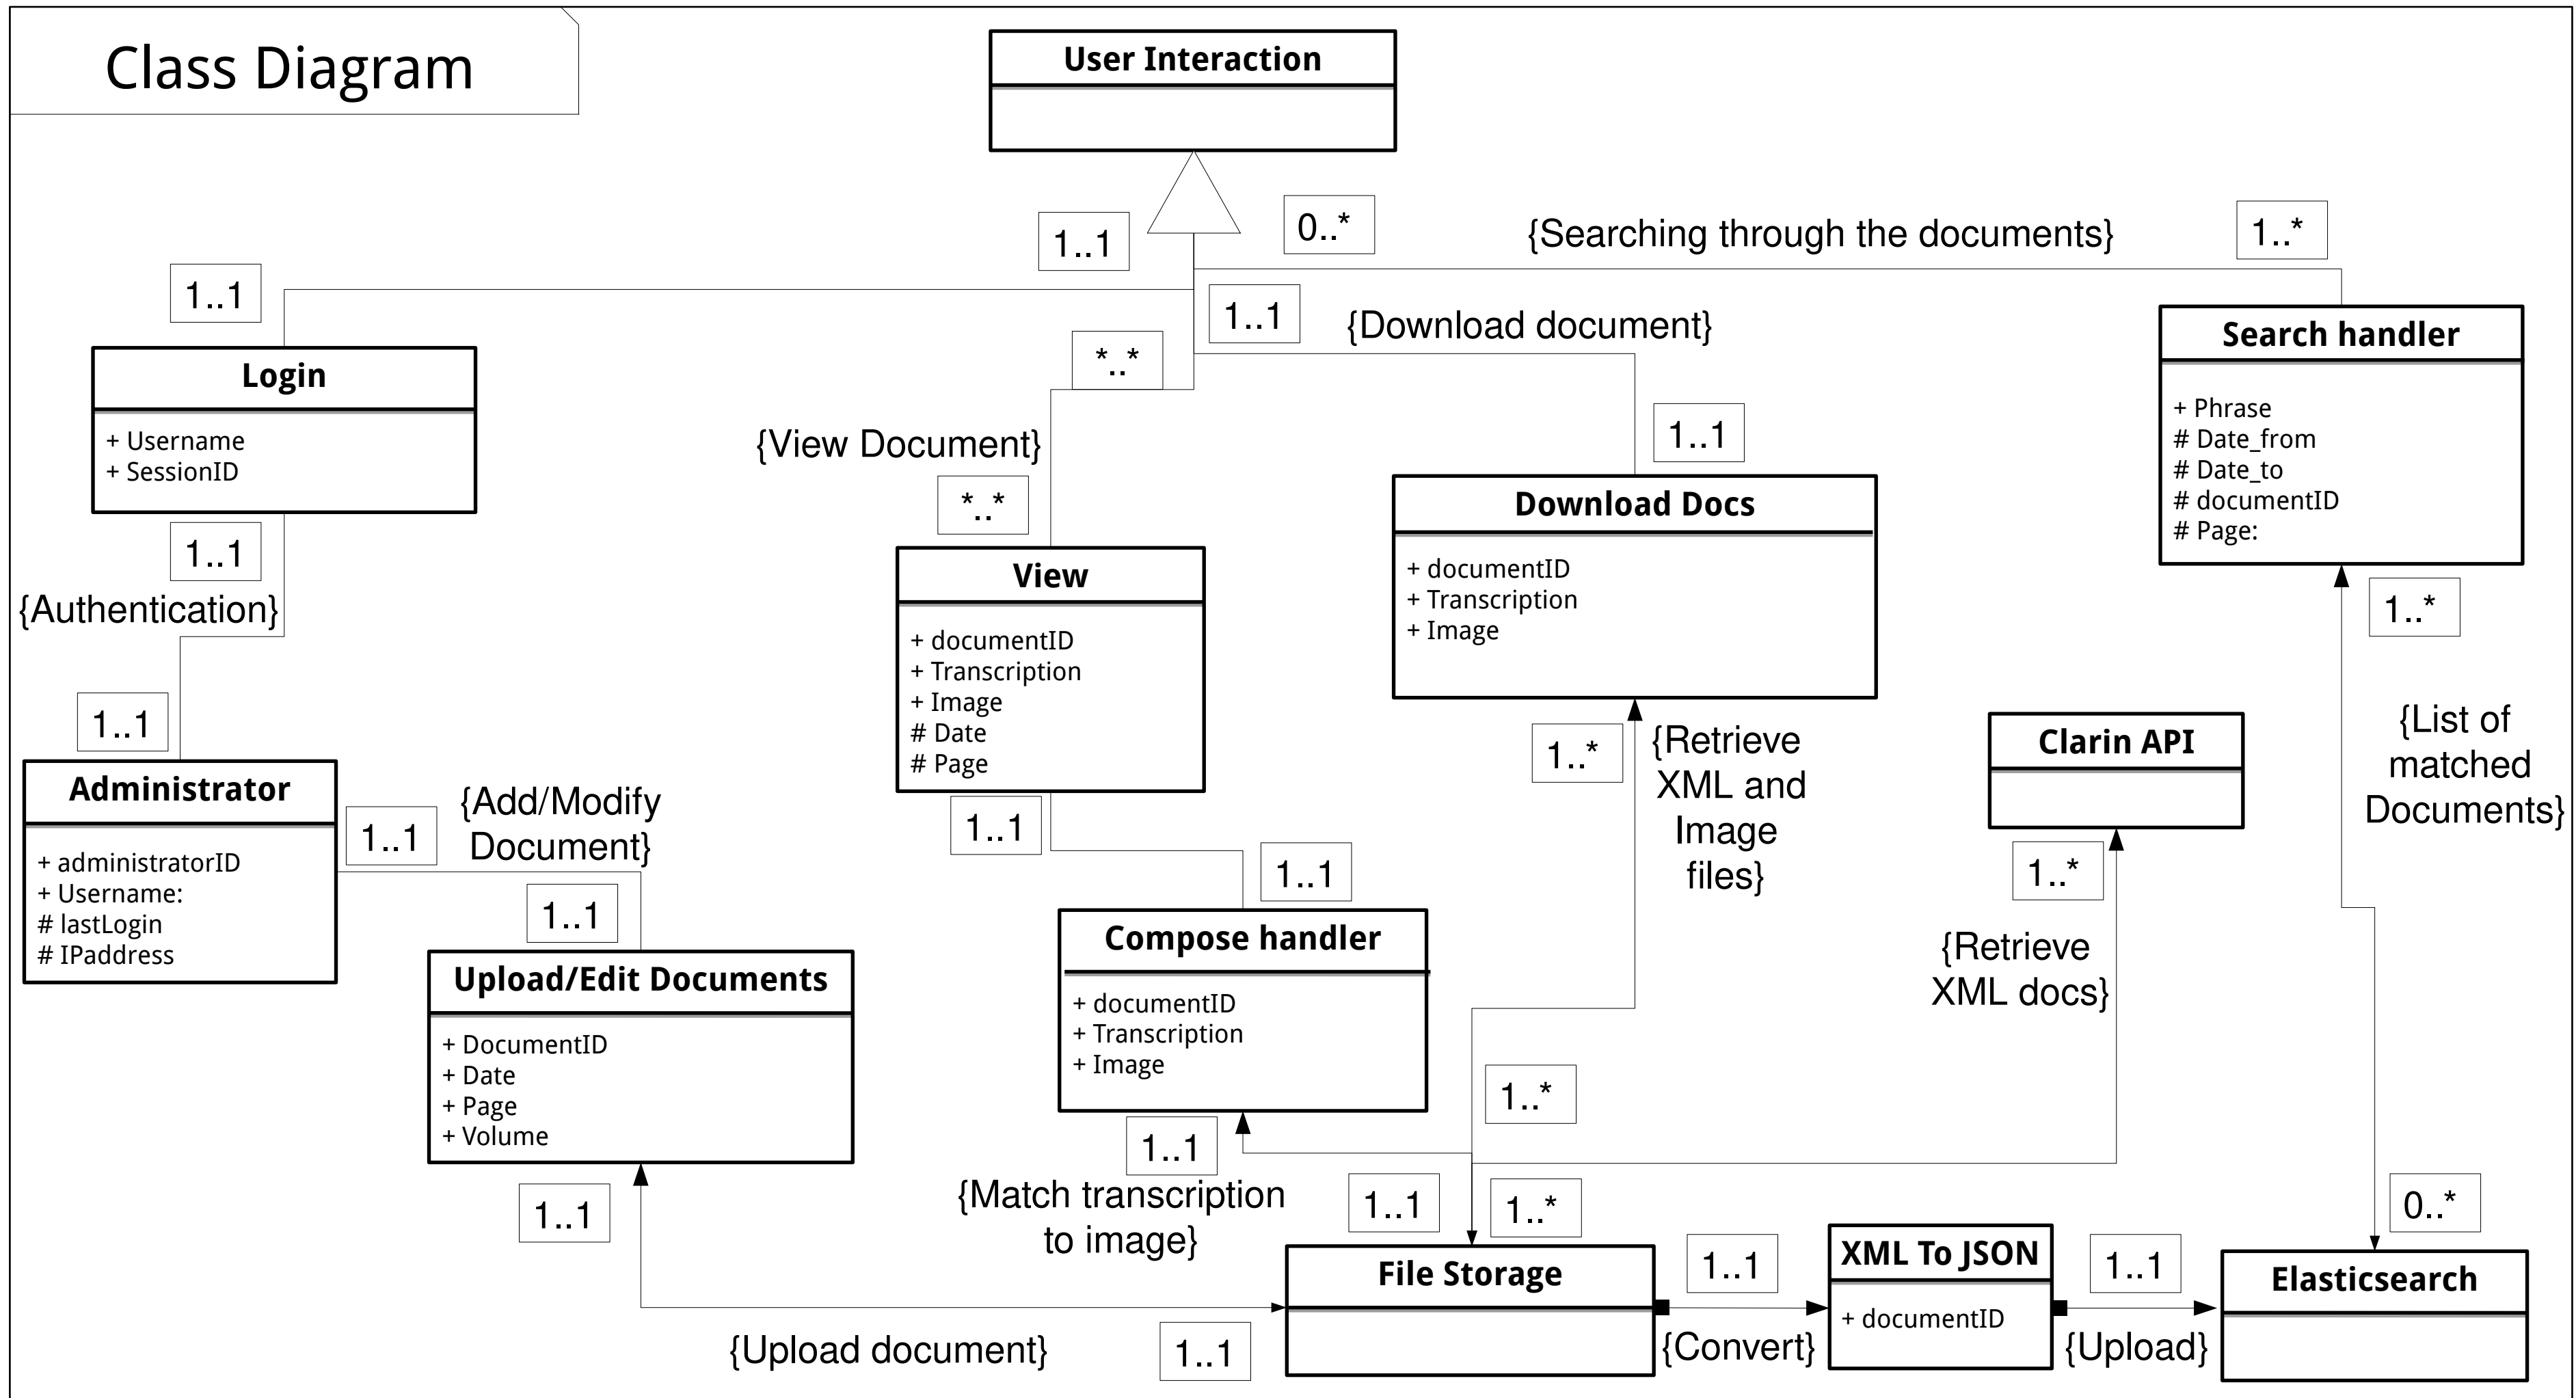 Class Diagram
User Interaction
1..1
0..*
{Searching through the documents}
1..*
1..1
1..1
{Download document}
*..*
Login
+ Username
+ SessionID
Search handler
+ Phrase
# Date_from
# Date_to
# documentID
# Page:
{View Document}
1..1
*..*
Download Docs
+ documentID
+ Transcription
+ Image
1..1
{Authentication}
View
+ documentID
+ Transcription
+ Image
# Date
# Page
1..*
1..1
1..*
{Retrieve
XML and
Image
files}
Clarin API
{List of
matched
Documents}
Administrator
+ administratorID
+ Username:
# lastLogin
# IPaddress
1..1
{Add/Modify
Document}
1..1
1..1
1..1
1..*
Upload/Edit Documents
+ DocumentID
+ Date
+ Page
+ Volume
Compose handler
+ documentID
+ Transcription
+ Image
{Retrieve
XML docs}
1..*
1..1
1..1
{Match transcription
to image}
1..1
1..*
0..*
{Upload document}
1..1
File Storage
1..1
{Convert}
XML To JSON
+ documentID
1..1
{Upload}
Elasticsearch